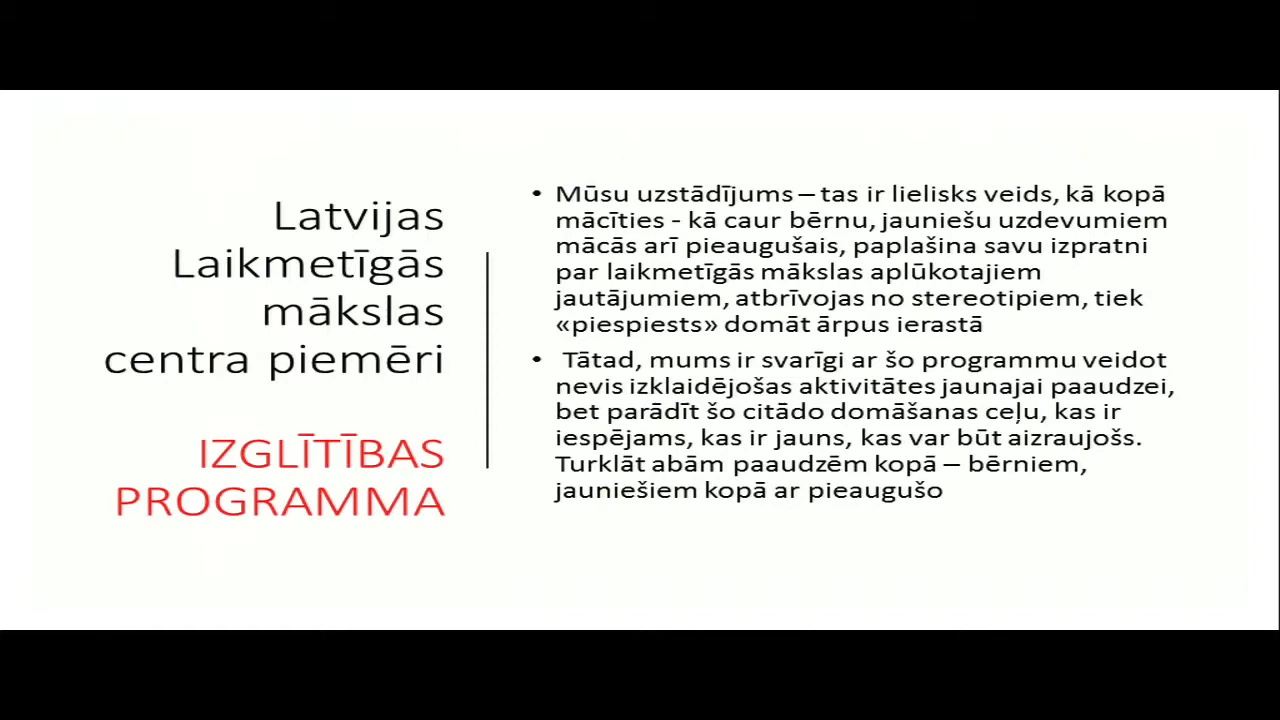 Latvijas
Laikmetīgās
mākslas
centra piemēri
IZGLĪTĪBAS
PROGRAMMA
• Mūsu uzstādījums – tas ir lielisks veids, kā kopā
mācīties - kā caur bērnu, jauniešu uzdevumiem
mācās arī pieaugušais, paplašina savu izpratni
par laikmetīgās mākslas aplūkotajiem
jautājumiem, atbrīvojas no stereotipiem, tiek
«piespiests» domāt ārpus ierastā
• Tātad, mums ir svarīgi ar šo programmu veidot
nevis izklaidējošas aktivitātes jaunajai paaudzei,
bet parādīt šo citādo domāšanas ceļu, kas ir
iespējams, kas ir jauns, kas var būt aizraujošs.
Turklāt abām paaudzēm kopā – bērniem,
jauniešiem kopā ar pieaugušo